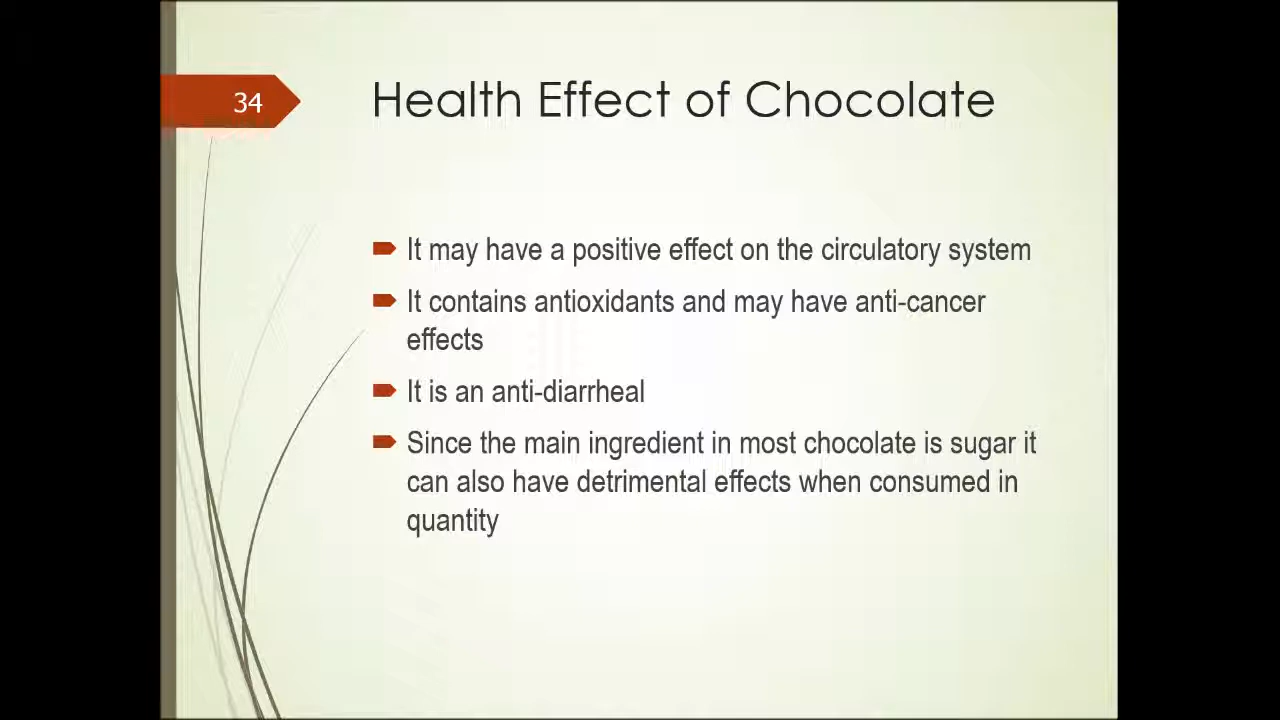 34
Health Effect of Chocolate
It may have a positive effect on the circulatory system
It contains antioxidants and may have anti-cancer
effects
It is an anti-diarrheal
Since the main ingredient in most chocolate is sugar it
can also have detrimental effects when consumed in
quantity